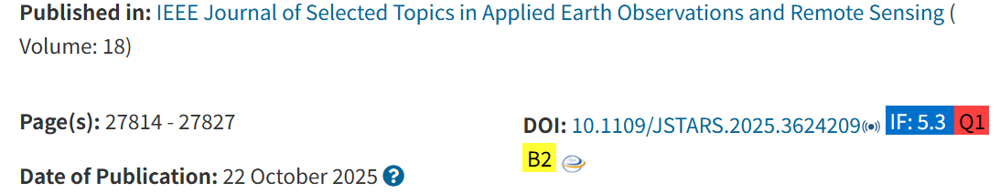 Published in: IEEE Journal of Selected Topics in Applied Earth Observations and Remote Sensing (
Volume: 18)
Page(s): 27814 - 27827
DOI: 10.1109/JSTARS.2025.3624209 IF: 5.3 Q1
B2
Date of Publication: 22 October 2025 ?